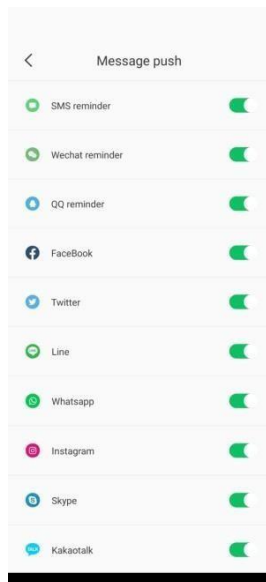 Message push
SMS reminder
Wechat reminder
QQ reminder
FaceBook
Twitter
Line
Whatsapp
Instagram
Skype
Kakaotalk